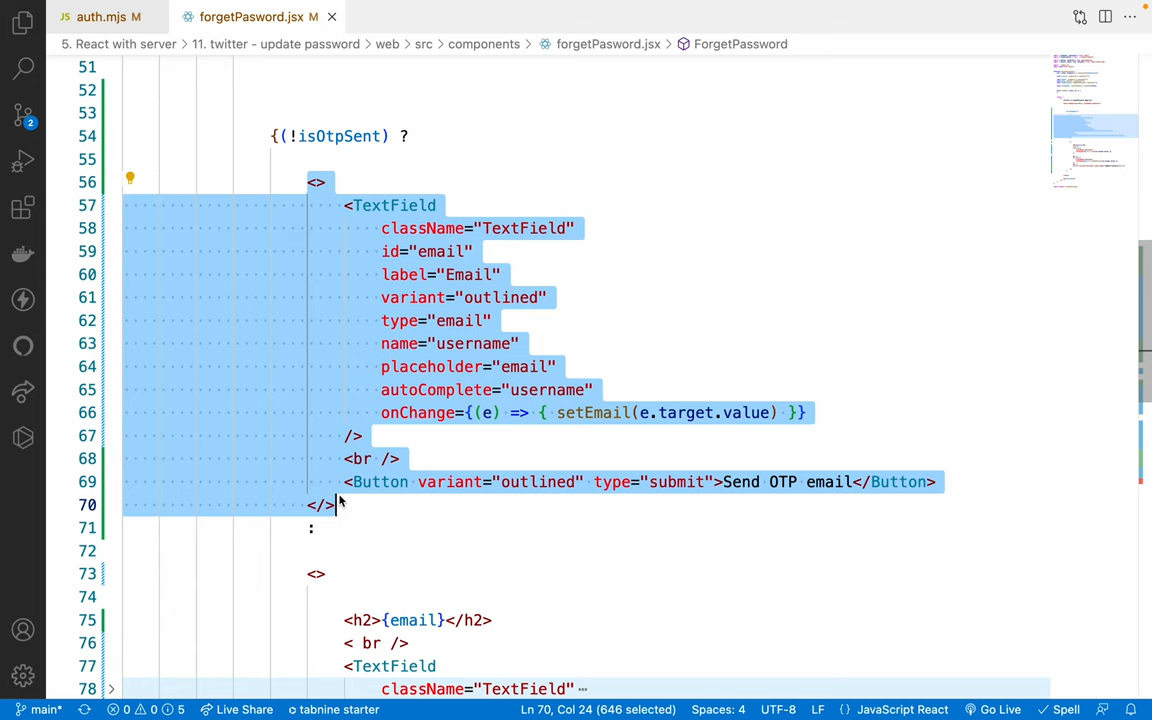 JS auth.mjs M
forgetPasword.jsx M
5. React with server > 11. twitter - update password > web > src > components > forgetPasword.jsx > ForgetPassword
51
52
53
54 {(!isOtpSent) ?
55
56 <>
57 <TextField
58 className="TextField"
59 id="email"
60 label="Email"
61 variant="outlined"
62 type="email"
63 name="username"
64 placeholder="email"
65 autoComplete="username"
66 onChange={(e) => { setEmail(e.target.value) }}
67 />
68 <br />
69 <Button variant="outlined" type="submit">Send OTP email</Button>
70 </>
71 :
72
73 <>
74
75 <h2>{email}</h2>
76 < br />
77 <TextField
78 className="TextField" ⋯
2
main* 0 0 5 Live Share tabnine starter Ln 70, Col 24 (646 selected) Spaces: 4 UTF-8 LF {} JavaScript React Go Live Spell